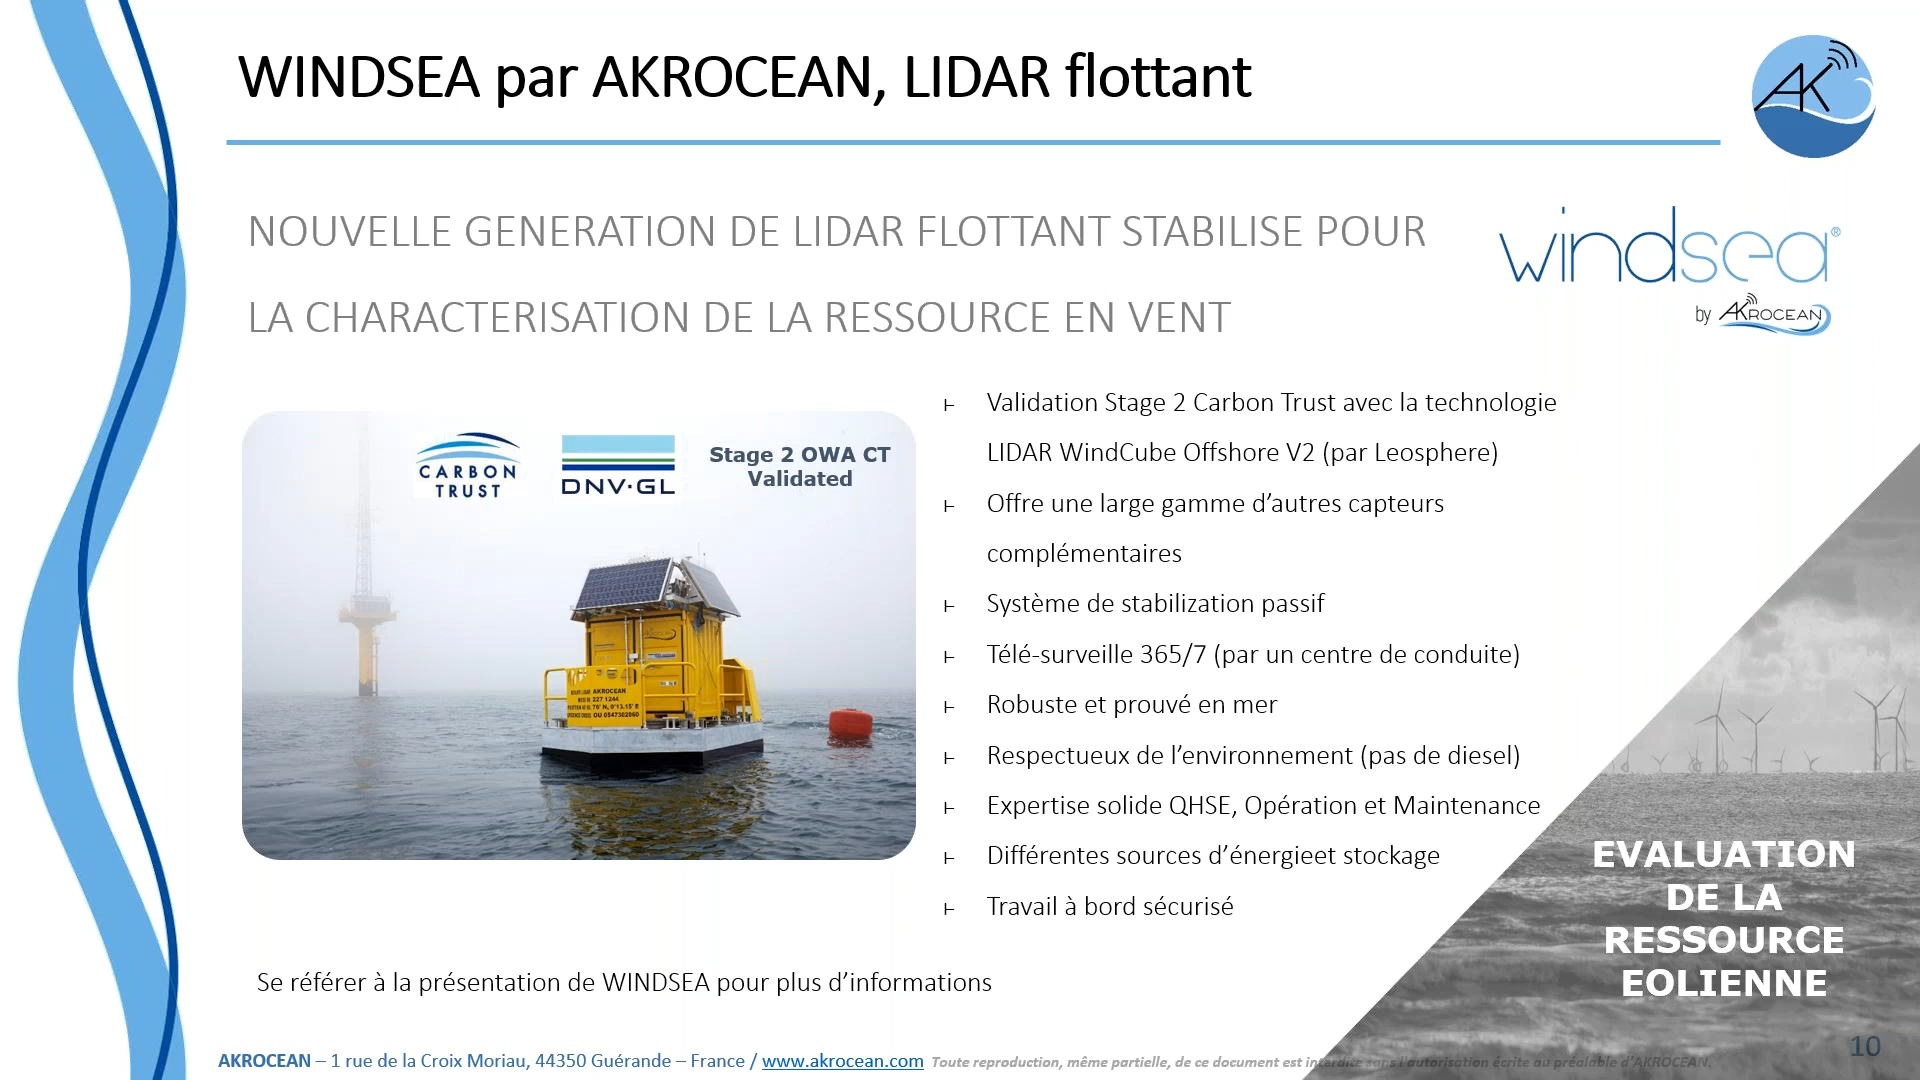 WINDSEA par AKROCEAN, LIDAR flottant
AK
NOUVELLE GENERATION DE LIDAR FLOTTANT STABILISE POUR
LA CHARACTERISATION DE LA RESSOURCE EN VENT
windsea®
by AKROCEAN
CARBON
TRUST
DNV·GL
Stage 2 OWA CT
Validated
AKROCEAN
227 1244
OU 0547302060
Validation Stage 2 Carbon Trust avec la technologie
LIDAR WindCube Offshore V2 (par Leosphere)
Offre une large gamme d’autres capteurs
complémentaires
Système de stabilization passif
Télé-surveille 365/7 (par un centre de conduite)
Robuste et prouvé en mer
Respectueux de l’environnement (pas de diesel)
Expertise solide QHSE, Opération et Maintenance
Différentes sources d’énergieet stockage
Travail à bord sécurisé
EVALUATION
DE LA
RESSOURCE
EOLIENNE
Se référer à la présentation de WINDSEA pour plus d’informations
AKROCEAN – 1 rue de la Croix Moriau, 44350 Guérande – France / www.akrocean.com Toute reproduction, même partielle, de ce document est interdite sans l'autorisation écrite au préalable d’AKROCEAN.
10